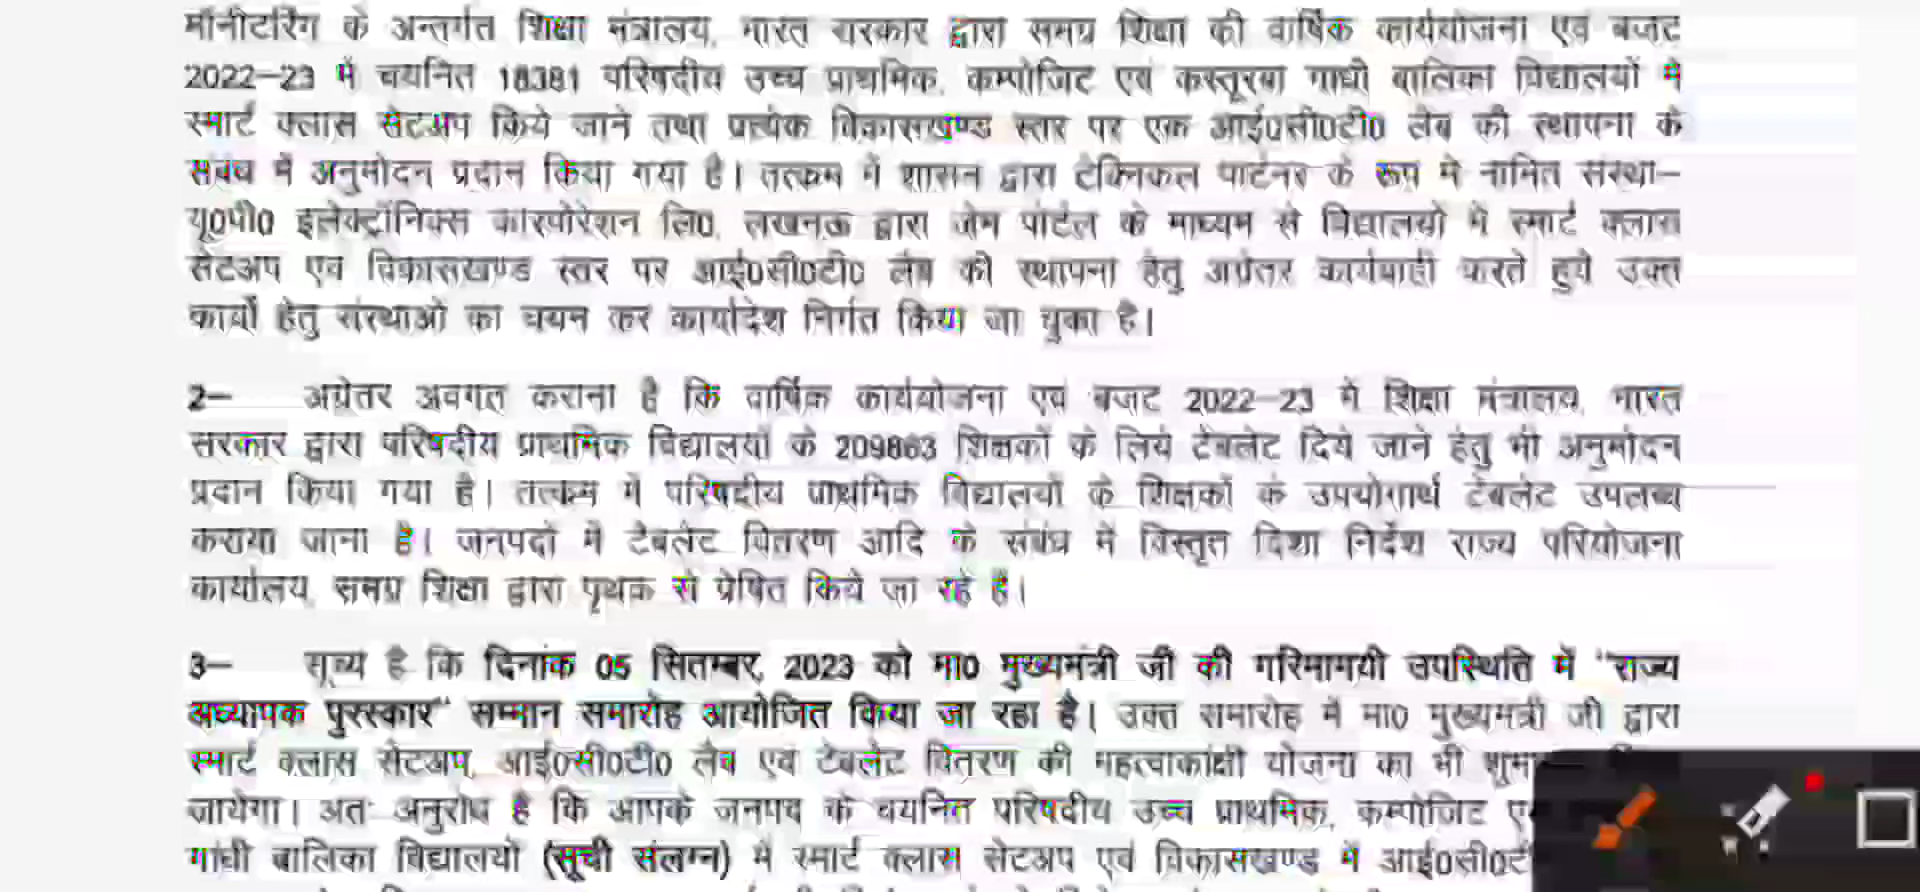 मॉनीटरिंग के अन्तर्गत शिक्षा मंत्रालय, भारत सरकार द्वारा समग्र शिक्षा की वार्षिक कार्ययोजना एवं बजट
2022–23 में चयनित 18381 परिषदीय उच्च प्राथमिक, कम्पोजिट एवं कस्तूरबा गांधी बालिका विद्यालयों में
स्मार्ट क्लास सेटअप किये जाने तथा प्रत्येक विकासखण्ड स्तर पर एक आई0सी0टी0 लैब की स्थापना के
संबंध में अनुमोदन प्रदान किया गया है। तत्क्रम में शासन द्वारा टेक्निकल पार्टनर के रूप में नामित संस्था–
यू0पी0 इलेक्ट्रॉनिक्स कारपोरेशन लि0, लखनऊ द्वारा जेम पोर्टल के माध्यम से विद्यालयों में स्मार्ट क्लास
सेटअप एवं विकासखण्ड स्तर पर आई0सी0टी0 लैब की स्थापना हेतु अग्रेतर कार्यवाही करते हुये उक्त
कार्यों हेतु संस्थाओं का चयन कर कार्यादेश निर्गत किया जा चुका है।
2– अग्रेतर अवगत कराना है कि वार्षिक कार्ययोजना एवं बजट 2022–23 में शिक्षा मंत्रालय, भारत
सरकार द्वारा परिषदीय प्राथमिक विद्यालयों के 209863 शिक्षकों के लिये टैबलेट दिये जाने हेतु भी अनुमोदन
प्रदान किया गया है। तत्क्रम में परिषदीय प्राथमिक विद्यालयों के शिक्षकों के उपयोगार्थ टैबलेट उपलब्ध
कराया जाना है। जनपदों में टैबलेट वितरण आदि के संबंध में विस्तृत दिशा निर्देश राज्य परियोजना
कार्यालय, समग्र शिक्षा द्वारा पृथक से प्रेषित किये जा रहे हैं।
3– सूच्य है कि दिनांक 05 सितम्बर, 2023 को मा0 मुख्यमंत्री जी की गरिमामयी उपस्थिति में "राज्य
अध्यापक पुरस्कार" सम्मान समारोह आयोजित किया जा रहा है। उक्त समारोह में मा0 मुख्यमंत्री जी द्वारा
स्मार्ट क्लास सेटअप, आई0सी0टी0 लैब एवं टैबलेट वितरण की महत्वाकांक्षी योजना का भी
जायेगा। अतः अनुरोध है कि आपके जनपद के चयनित परिषदीय उच्च प्राथमिक, कम्पोजिट
गांधी बालिका विद्यालयों (सूची संलग्न) में स्मार्ट क्लास सेटअप एवं विकासखण्ड में